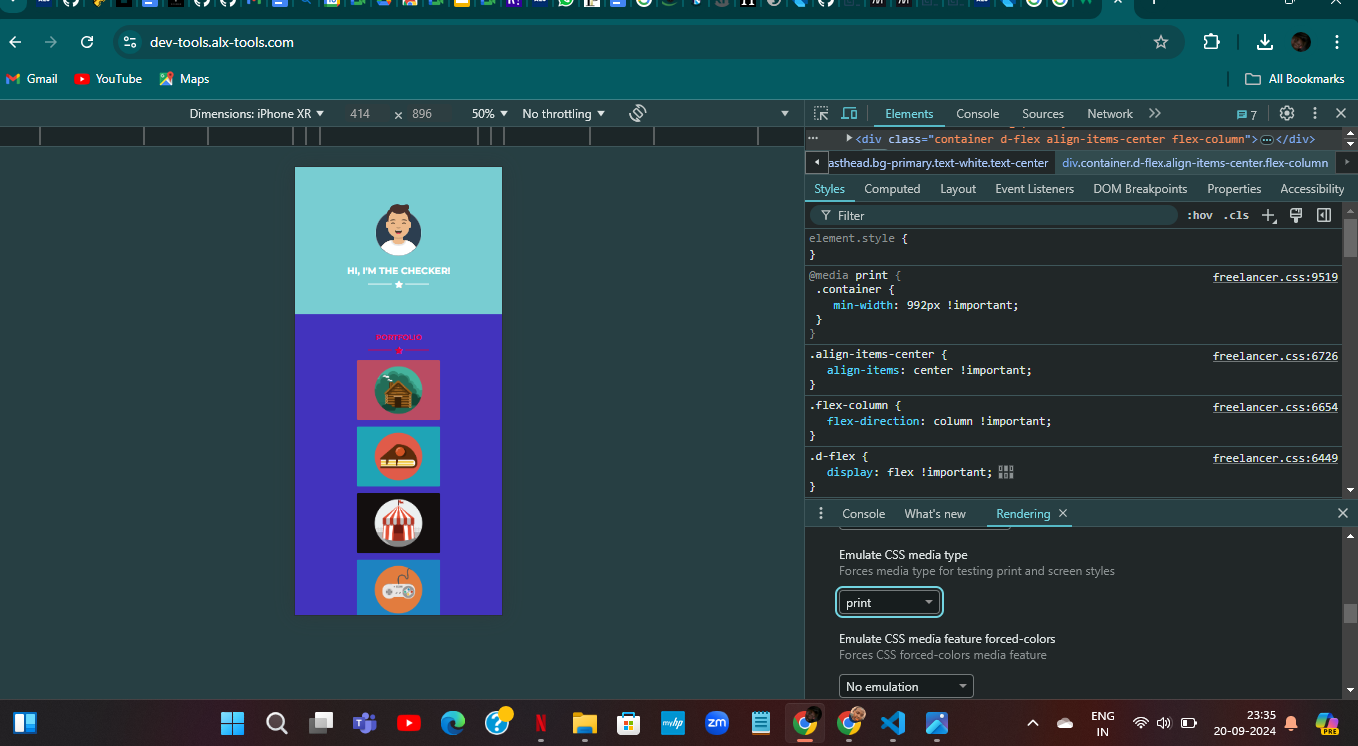 dev-tools.alx-tools.com
Gmail
YouTube
Maps
All Bookmarks
Dimensions: iPhone XR
414
×
896
50%
No throttling
Elements
Console
Sources
Network
7
<div class="container d-flex align-items-center flex-column">
</div>
asthead.bg-primary.text-white.text-center
div.container.d-flex.align-items-center.flex-column
Styles
Computed
Layout
Event Listeners
DOM Breakpoints
Properties
Accessibility
Filter
:hov
.cls
element.style {
}
@media print {
freelancer.css:9519
.container {
min-width: 992px !important;
}
}
.align-items-center {
freelancer.css:6726
align-items: center !important;
}
.flex-column {
freelancer.css:6654
flex-direction: column !important;
}
.d-flex {
freelancer.css:6449
display: flex !important;
}
HI, I'M THE CHECKER!
PORTFOLIO
Console
What's new
Rendering
Emulate CSS media type
Forces media type for testing print and screen styles
print
Emulate CSS media feature forced-colors
Forces CSS forced-colors media feature
No emulation
myhp
zm
ENG
IN
23:35
20-09-2024
PRE